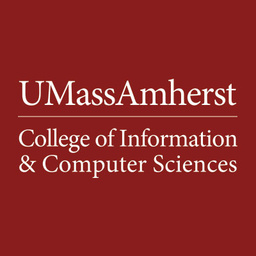 UMassAmherst
College of Information
& Computer Sciences